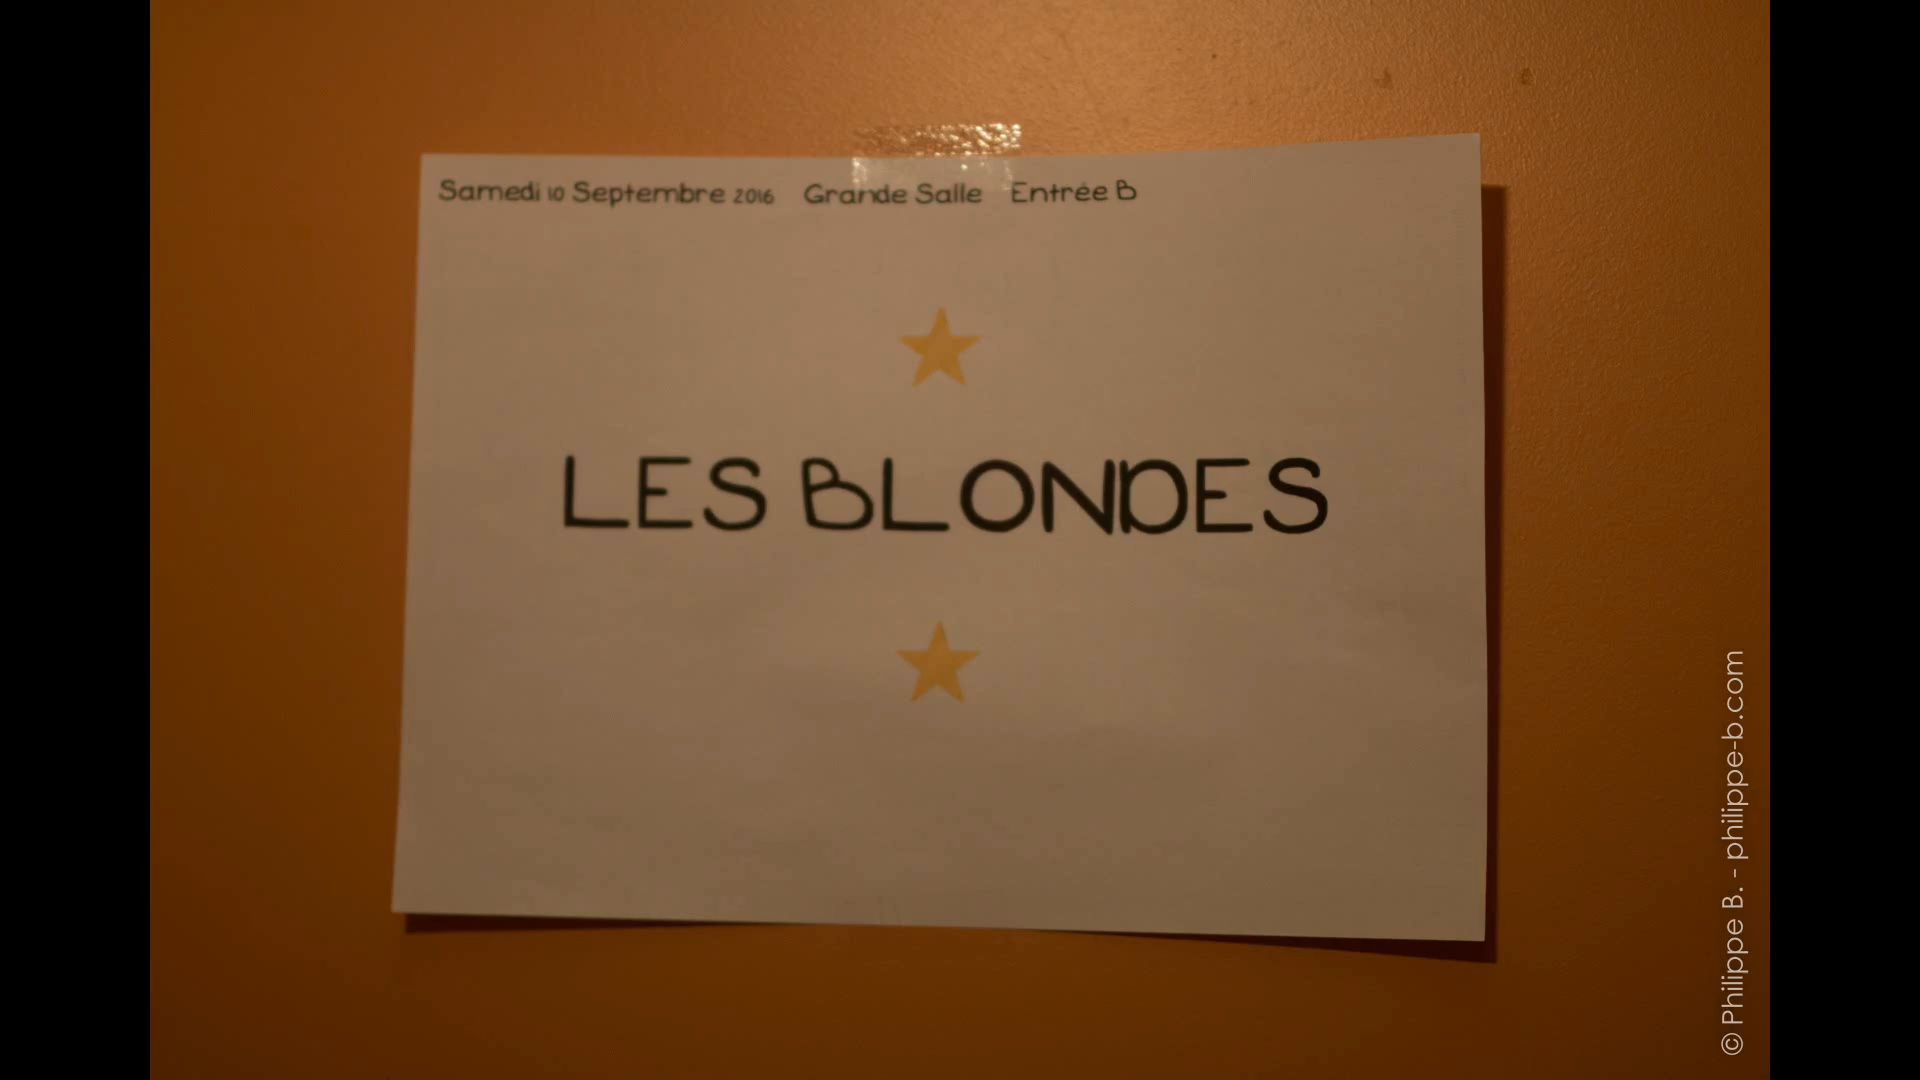 Samedi 10 Septembre 2016 Grande Salle Entrée B
LES BLONDES
© Philippe B. - philippe-b.com